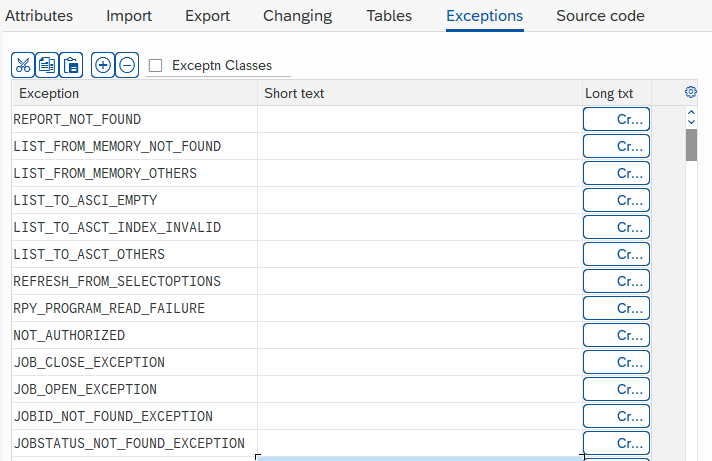 Attributes Import Export Changing Tables Exceptions Source code
Exceptn Classes
Exception Short text Long txt
REPORT_NOT_FOUND Cr...
LIST_FROM_MEMORY_NOT_FOUND Cr...
LIST_FROM_MEMORY_OTHERS Cr...
LIST_TO_ASCI_EMPTY Cr...
LIST_TO_ASCT_INDEX_INVALID Cr...
LIST_TO_ASCT_OTHERS Cr...
REFRESH_FROM_SELECTOPTIONS Cr...
RPY_PROGRAM_READ_FAILURE Cr...
NOT_AUTHORIZED Cr...
JOB_CLOSE_EXCEPTION Cr...
JOB_OPEN_EXCEPTION Cr...
JOBID_NOT_FOUND_EXCEPTION Cr...
JOBSTATUS_NOT_FOUND_EXCEPTION Cr...